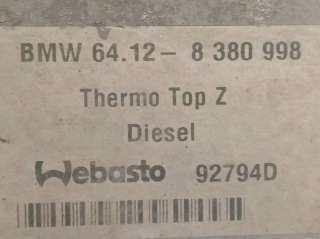 BMW 64.12- 8 380 998
Thermo Top Z
Diesel
Webasto 92794D